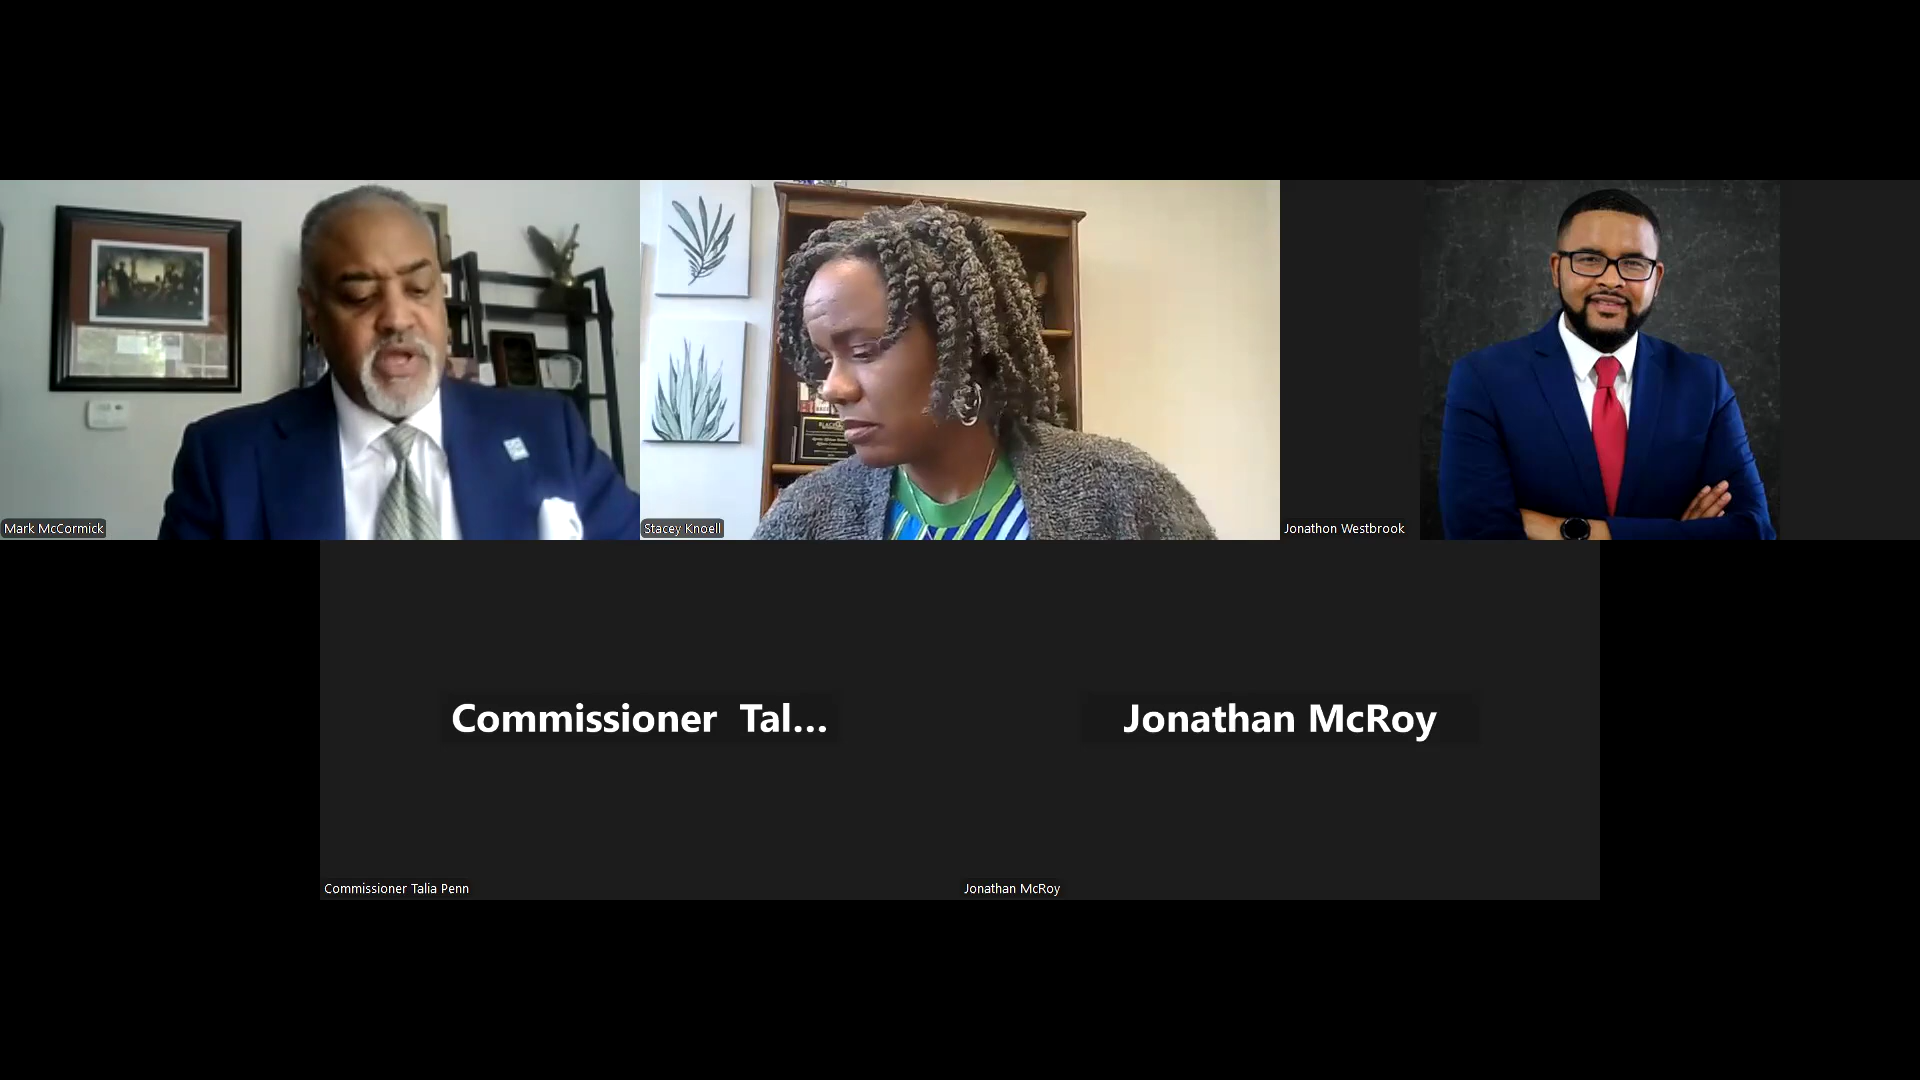 Mark McCormick
Stacey Knoell
Jonathon Westbrook
Commissioner Tal...
Jonathan McRoy
Commissioner Talia Penn
Jonathan McRoy